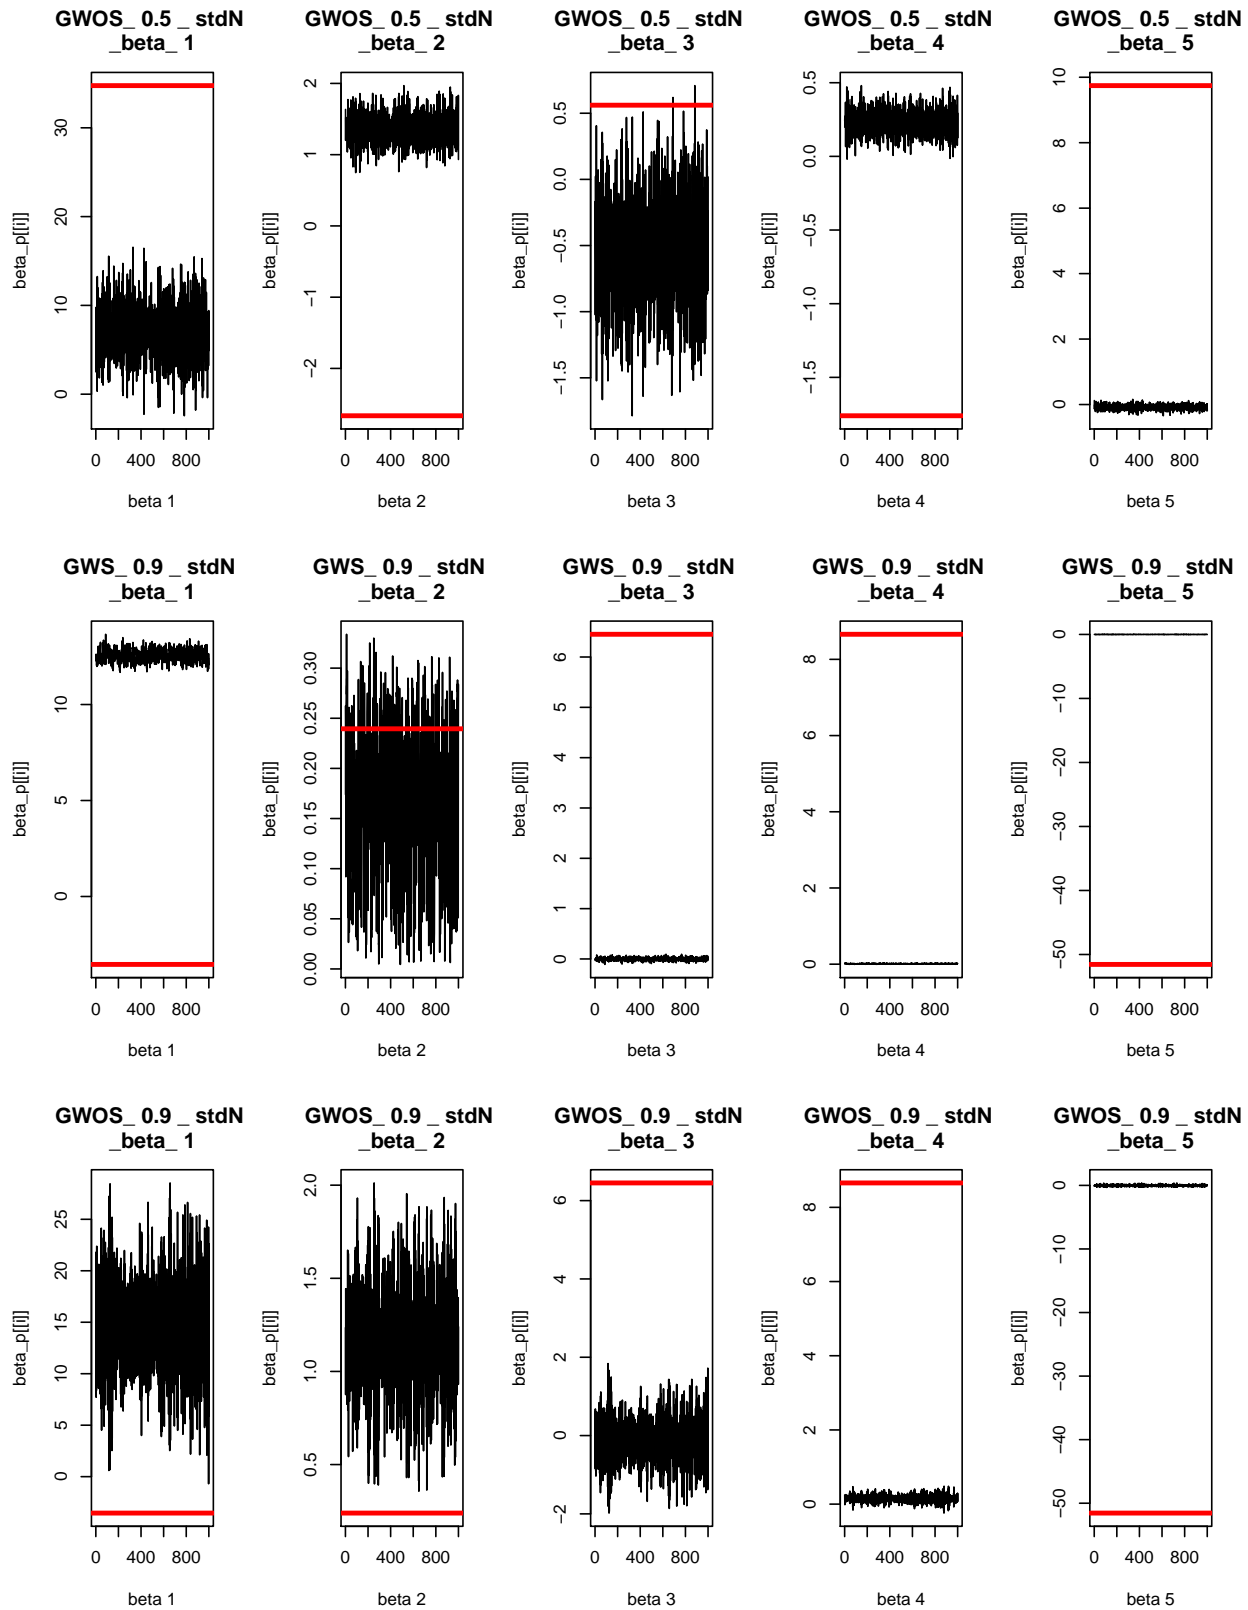 GWOS_ 0.5 _ stdN
_beta_ 1
GWOS_ 0.5 _ stdN
_beta_ 2
GWOS_ 0.5 _ stdN
_beta_ 3
GWOS_ 0.5 _ stdN
_beta_ 4
GWOS_ 0.5 _ stdN
_beta_ 5
beta_p[[i]]
0 10 20 30
0 400 800
beta 1
beta_p[[i]]
−2 −1 0 1 2
0 400 800
beta 2
beta_p[[i]]
−1.5 −1.0 −0.5 0.0 0.5
0 400 800
beta 3
beta_p[[i]]
−1.5 −1.0 −0.5 0.0 0.5
0 400 800
beta 4
beta_p[[i]]
0 2 4 6 8 10
0 400 800
beta 5
GWS_ 0.9 _ stdN
_beta_ 1
GWS_ 0.9 _ stdN
_beta_ 2
GWS_ 0.9 _ stdN
_beta_ 3
GWS_ 0.9 _ stdN
_beta_ 4
GWS_ 0.9 _ stdN
_beta_ 5
beta_p[[i]]
0 5 10
0 400 800
beta 1
beta_p[[i]]
0.00 0.05 0.10 0.15 0.20 0.25 0.30
0 400 800
beta 2
beta_p[[i]]
0 1 2 3 4 5 6
0 400 800
beta 3
beta_p[[i]]
0 2 4 6 8
0 400 800
beta 4
beta_p[[i]]
−50 −40 −30 −20 −10 0
0 400 800
beta 5
GWOS_ 0.9 _ stdN
_beta_ 1
GWOS_ 0.9 _ stdN
_beta_ 2
GWOS_ 0.9 _ stdN
_beta_ 3
GWOS_ 0.9 _ stdN
_beta_ 4
GWOS_ 0.9 _ stdN
_beta_ 5
beta_p[[i]]
0 5 10 15 20 25
0 400 800
beta 1
beta_p[[i]]
0.5 1.0 1.5 2.0
0 400 800
beta 2
beta_p[[i]]
−2 0 2 4 6
0 400 800
beta 3
beta_p[[i]]
0 2 4 6 8
0 400 800
beta 4
beta_p[[i]]
−50 −40 −30 −20 −10 0
0 400 800
beta 5